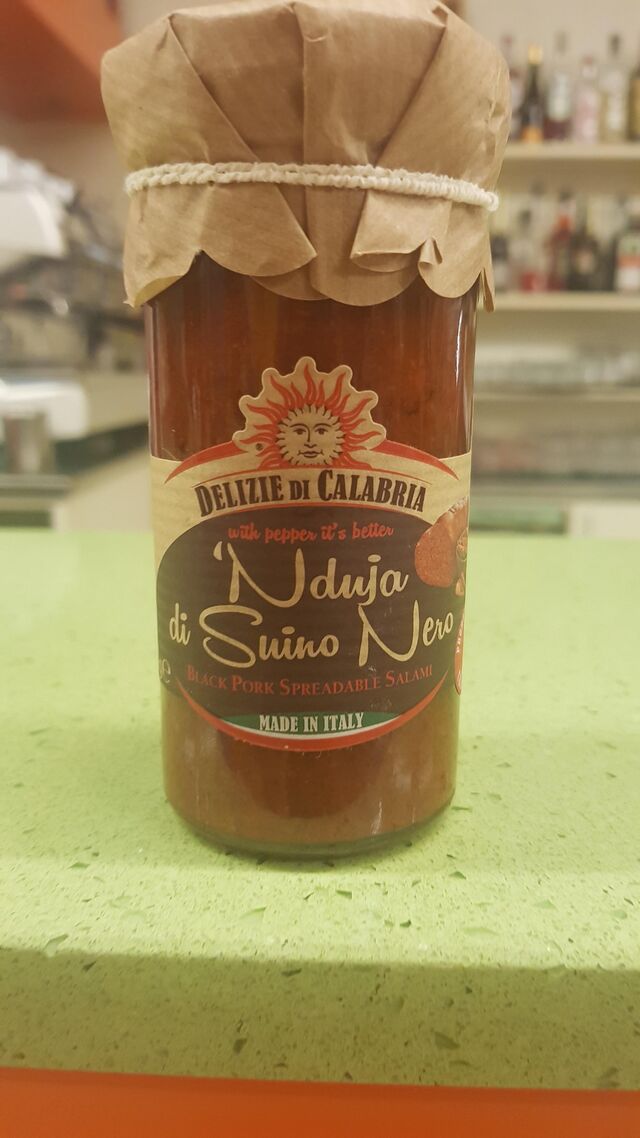 ®
DELIZIE DI CALABRIA
with pepper it's better
'Nduja
di Suino Nero
BLACK PORK SPREADABLE SALAMI
MADE IN ITALY